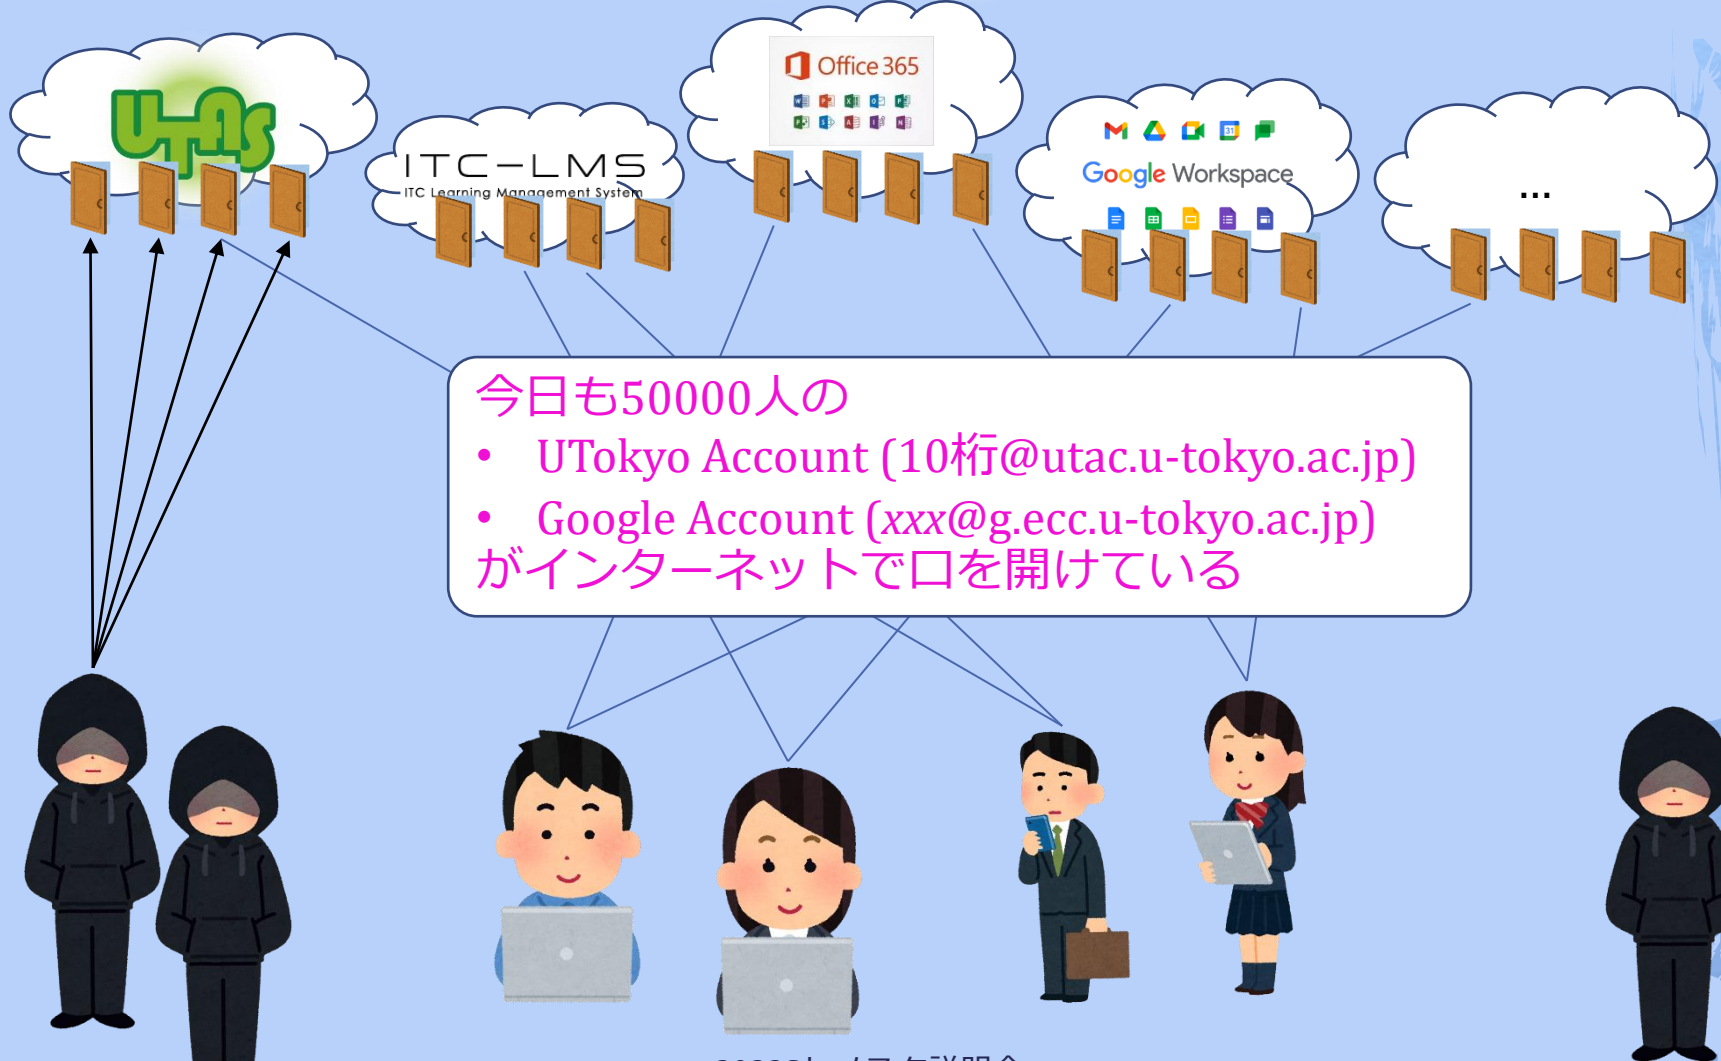 UTAS
ITC-LMS
ITC Learning Management System
Office 365
31
Google Workspace
...
今日も50000人の
• UTokyo Account (10桁@utac.u-tokyo.ac.jp)
• Google Account (xxx@g.ecc.u-tokyo.ac.jp)
がインターネットで口を開けている